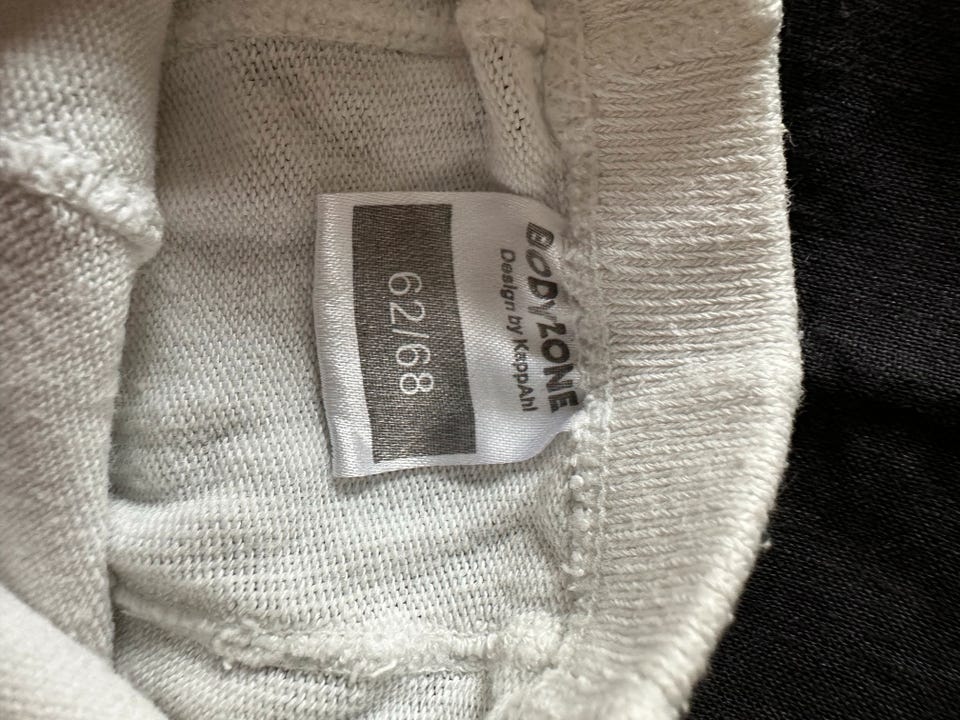 BODYZONE
Design by KappAhl
62/68